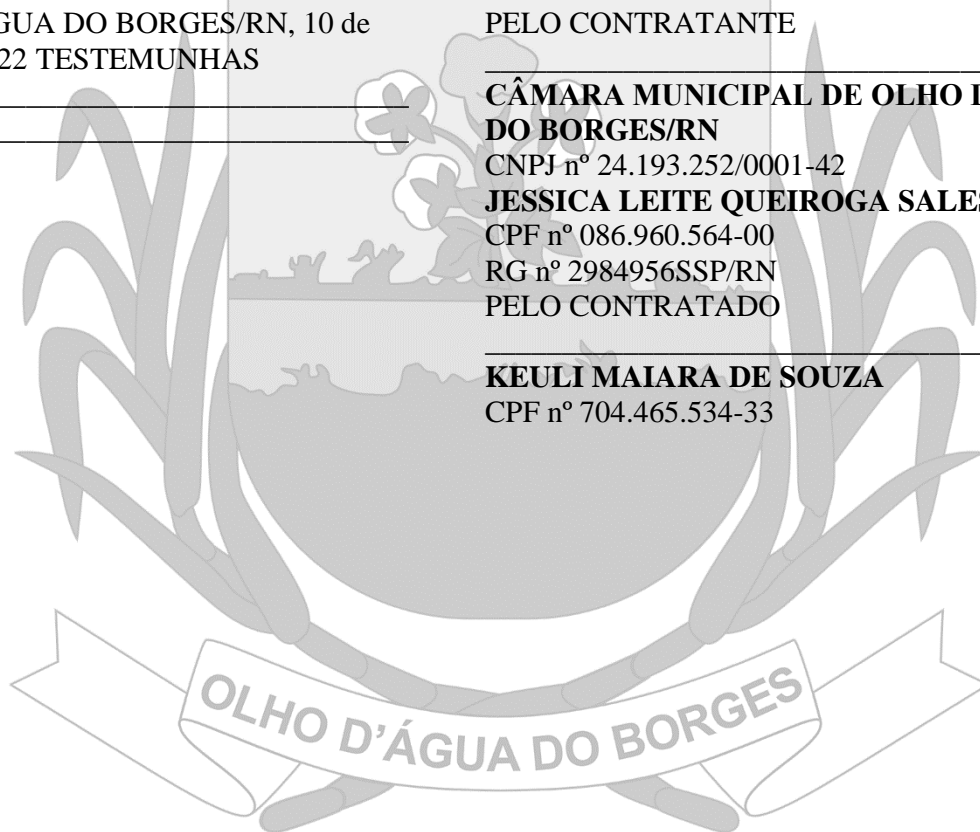 GUA DO BORGES/RN, 10 de
22 TESTEMUNHAS
PELO CONTRATANTE
CÂMARA MUNICIPAL DE OLHO
DO BORGES/RN
CNPJ nº 24.193.252/0001-42
JESSICA LEITE QUEIROGA SALES
CPF nº 086.960.564-00
RG nº 2984956SSP/RN
PELO CONTRATADO
KEULI MAIARA DE SOUZA
CPF nº 704.465.534-33
OLHO D'ÁGUA DO BORGES